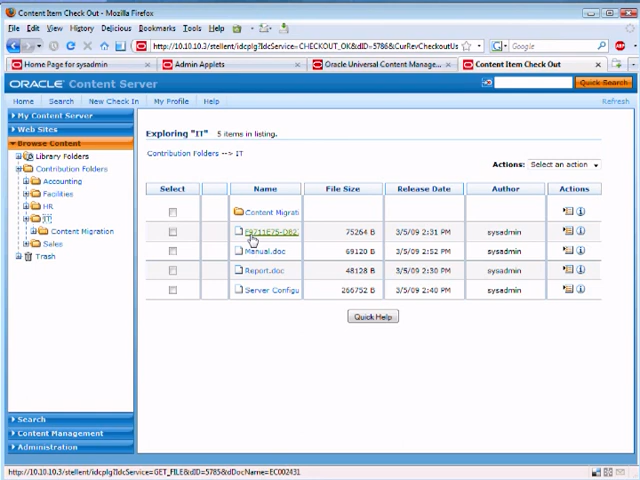 Content Item Check Out - Mozilla Firefox
File Edit View History Delicious Bookmarks Tools Help
http://10.10.10.3/stellent/idcplg?IdcService=CHECKOUT_OK&dID=5786&CurRevCheckoutUs
Google
Home Page for sysadmin
Admin Applets
Oracle Universal Content Manage...
Content Item Check Out
ORACLE Content Server
Quick Search
Home Search New Check In My Profile Help
Refresh
My Content Server
Web Sites
Browse Content
Library Folders
Contribution Folders
Accounting
Facilities
HR
IT
Content Migration
Sales
Trash
Search
Content Management
Administration
Exploring "IT" 5 items in listing.
Contribution Folders --> IT
Actions: Select an action
Select Name File Size Release Date Author Actions
Content Migrati
75264 B 3/5/09 2:31 PM sysadmin
Manual.doc 69120 B 3/5/09 2:52 PM sysadmin
Report.doc 48128 B 3/5/09 2:30 PM sysadmin
Server Configu 266752 B 3/5/09 2:40 PM sysadmin
Quick Help
http://10.10.10.3/stellent/idcplg?IdcService=GET_FILE&dID=5785&dDocName=EC002431